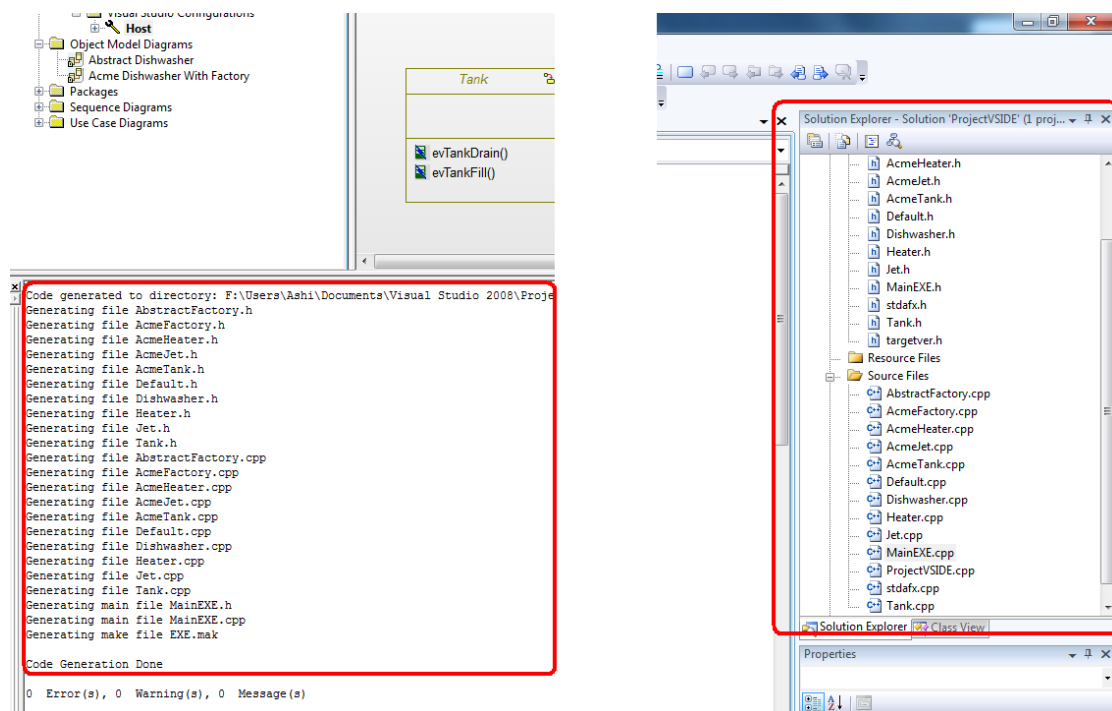 Visual Studio Configurations
Host
Object Model Diagrams
Abstract Dishwasher
Acme Dishwasher With Factory
Packages
Sequence Diagrams
Use Case Diagrams
Tank
evTankDrain()
evTankFill()
Code generated to directory: F:\Users\Ashi\Documents\Visual Studio 2008\Proje
Generating file AbstractFactory.h
Generating file AcmeFactory.h
Generating file AcmeHeater.h
Generating file AcmeJet.h
Generating file AcmeTank.h
Generating file Default.h
Generating file Dishwasher.h
Generating file Heater.h
Generating file Jet.h
Generating file Tank.h
Generating file AbstractFactory.cpp
Generating file AcmeFactory.cpp
Generating file AcmeHeater.cpp
Generating file AcmeJet.cpp
Generating file AcmeTank.cpp
Generating file Default.cpp
Generating file Dishwasher.cpp
Generating file Heater.cpp
Generating file Jet.cpp
Generating file Tank.cpp
Generating main file MainEXE.h
Generating main file MainEXE.cpp
Generating make file EXE.mak
Code Generation Done
0 Error(s), 0 Warning(s), 0 Message(s)
Solution Explorer - Solution 'ProjectVSIDE' (1 proj...
AcmeHeater.h
AcmeJet.h
AcmeTank.h
Default.h
Dishwasher.h
Heater.h
Jet.h
MainEXE.h
stdafx.h
Tank.h
targetver.h
Resource Files
Source Files
AbstractFactory.cpp
AcmeFactory.cpp
AcmeHeater.cpp
AcmeJet.cpp
AcmeTank.cpp
Default.cpp
Dishwasher.cpp
Heater.cpp
Jet.cpp
MainEXE.cpp
ProjectVSIDE.cpp
stdafx.cpp
Tank.cpp
Solution Explorer
Class View
Properties